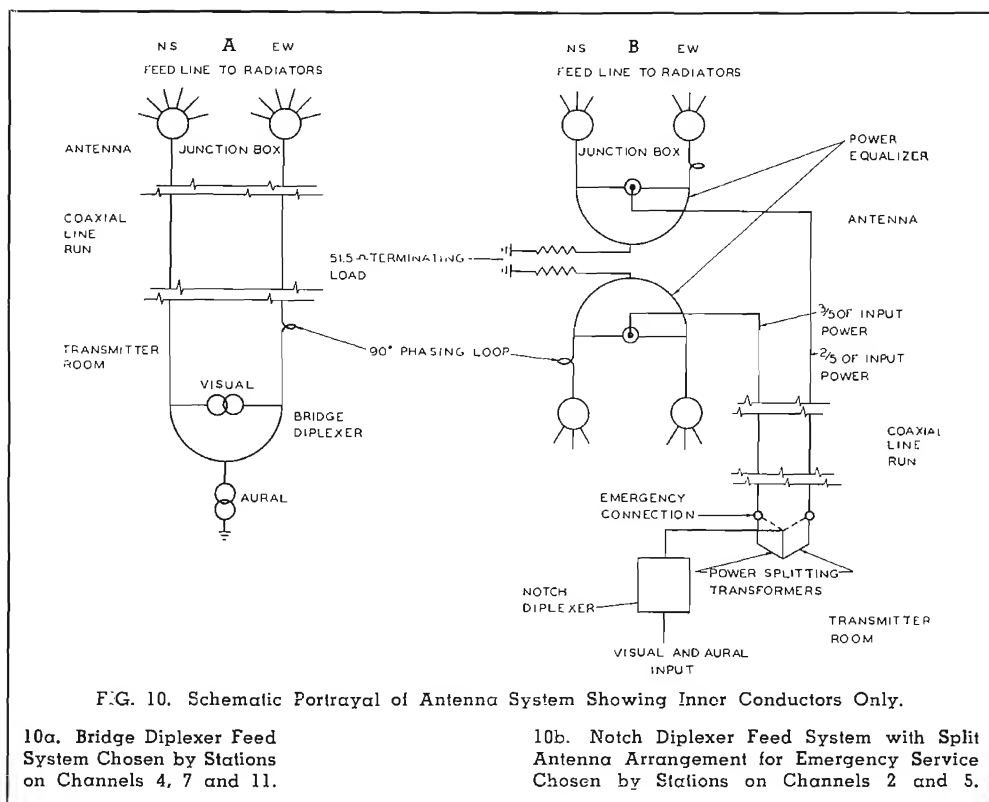 NS A EW
FEED LINE TO RADIATORS
ANTENNA
JUNCTION BOX
COAXIAL
LINE
RUN
TRANSMITTER
ROOM
VISUAL
BRIDGE
DIPLEXER
AURAL
51.5 Ω TERMINATING
LOAD
90° PHASING LOOP
NS B EW
FEED LINE TO RADIATORS
JUNCTION BOX
POWER
EQUALIZER
ANTENNA
3/5 OF INPUT
POWER
2/5 OF INPUT
POWER
COAXIAL
LINE
RUN
EMERGENCY
CONNECTION
POWER SPLITTING
TRANSFORMERS
NOTCH
DIPLEXER
TRANSMITTER
ROOM
VISUAL AND AURAL
INPUT
FIG. 10. Schematic Portrayal of Antenna System Showing Inner Conductors Only.
10a. Bridge Diplexer Feed
System Chosen by Stations
on Channels 4, 7 and 11.
10b. Notch Diplexer Feed System with Split
Antenna Arrangement for Emergency Service
Chosen by Stations on Channels 2 and 5.